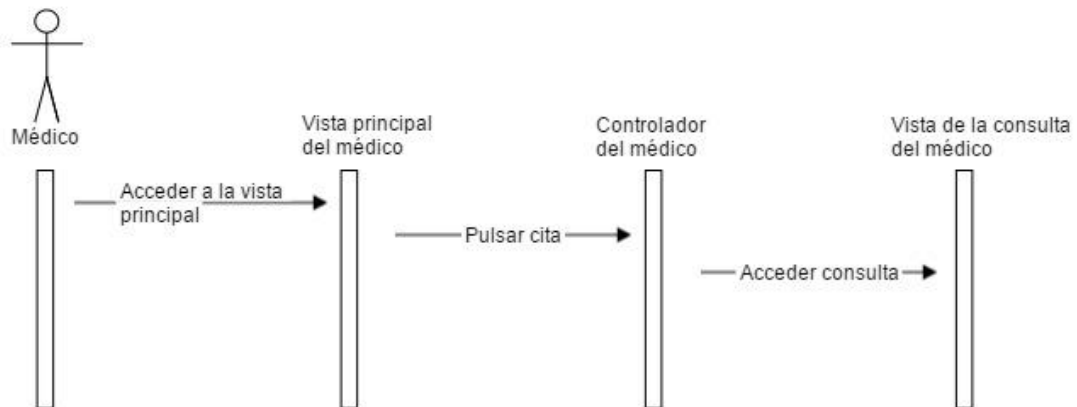 Médico
Vista principal
del médico
Controlador
del médico
Vista de la consulta
del médico
Acceder a la vista
principal
Pulsar cita
Acceder consulta